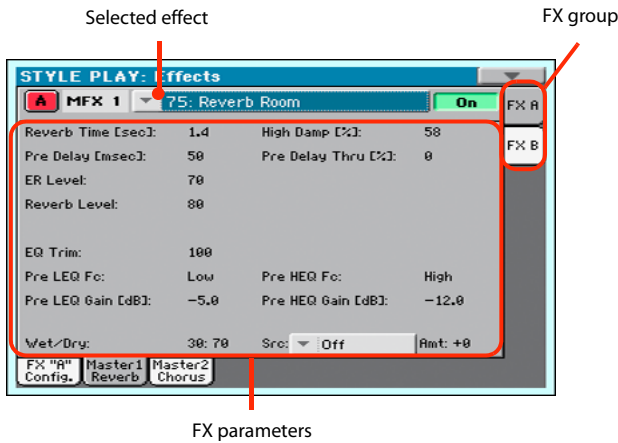 Selected effect
FX group
STYLE PLAY: Effects
A MFX 1 75: Reverb Room On
FX A
FX B
Reverb Time [sec]: 1.4 High Damp [%]: 58
Pre Delay [msec]: 50 Pre Delay Thru [%]: 0
ER Level: 70
Reverb Level: 80
EQ Trim: 100
Pre LEQ Fc: Low Pre HEQ Fc: High
Pre LEQ Gain [dB]: -5.0 Pre HEQ Gain [dB]: -12.0
Wet/Dry: 30:70 Src: Off Amt: +0
FX "A" Config. Master1 Reverb Master2 Chorus
FX parameters